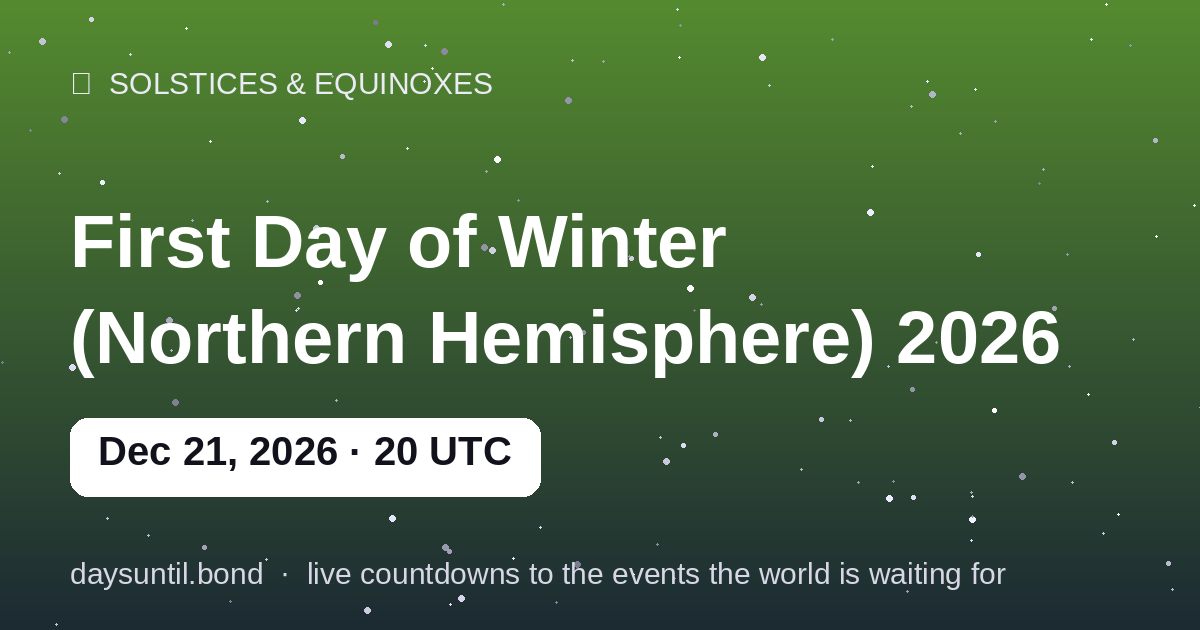 SOLSTICES & EQUINOXES
First Day of Winter
(Northern Hemisphere) 2026
Dec 21, 2026 · 20 UTC
daysuntil.bond · live countdowns to the events the world is waiting for